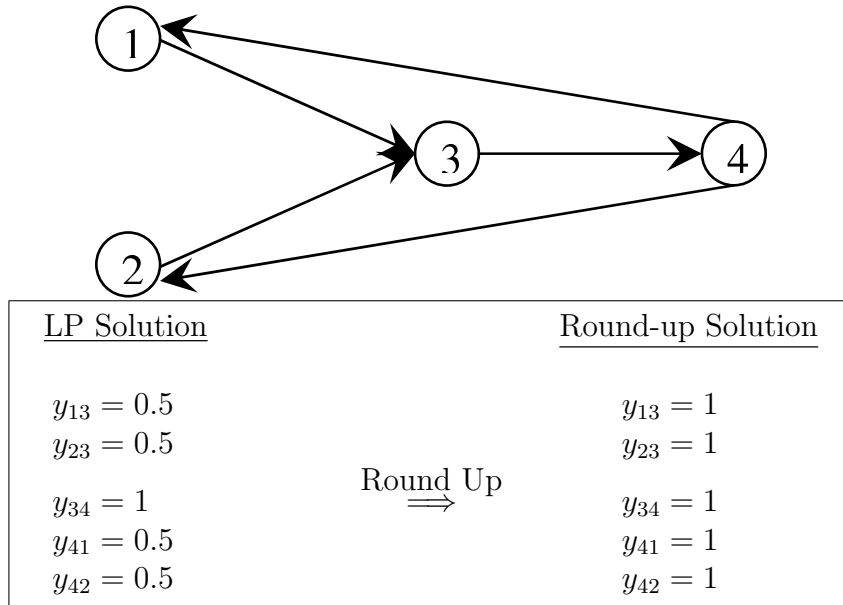 1
3
4
2
LP Solution
Round-up Solution
y₁₃ = 0.5
y₁₃ = 1
y₂₃ = 0.5
y₂₃ = 1
Round Up
⟹
y₃₄ = 1
y₃₄ = 1
y₄₁ = 0.5
y₄₁ = 1
y₄₂ = 0.5
y₄₂ = 1